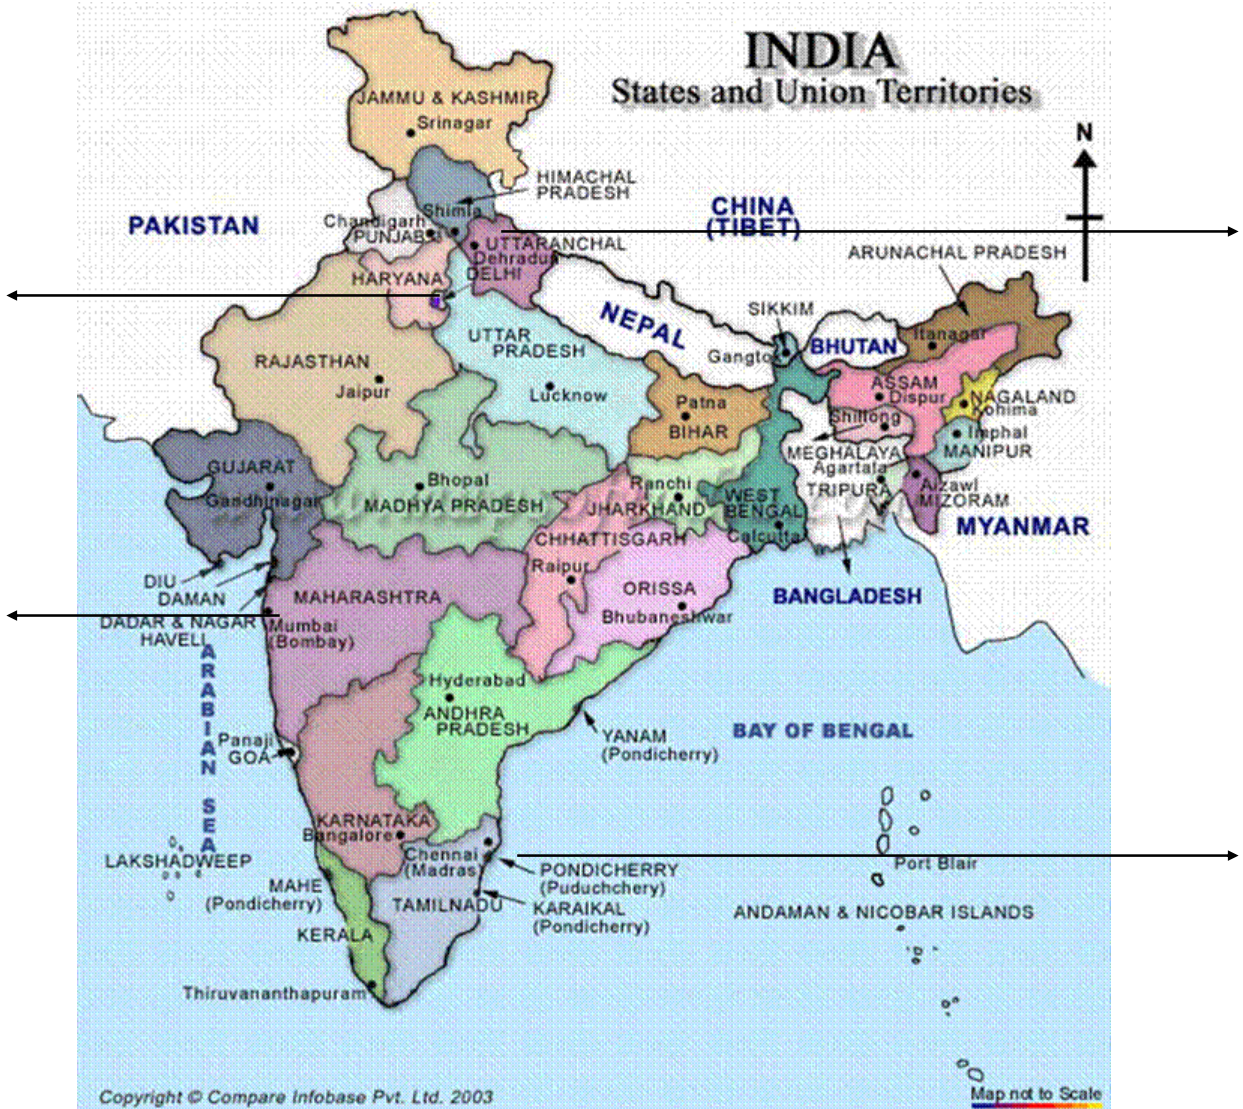 INDIA
States and Union Territories
N
JAMMU & KASHMIR
Srinagar
HIMACHAL
PRADESH
PAKISTAN
CHINA
(TIBET)
Chandigarh
Shimla
PUNJAB
UTTARANCHAL
Dehradun
DELHI
HARYANA
ARUNACHAL PRADESH
SIKKIM
NEPAL
Gangtok
BHUTAN
Itanagar
UTTAR
PRADESH
RAJASTHAN
Jaipur
Lucknow
Patna
BIHAR
ASSAM
Dispur
NAGALAND
Kohima
Shillong
Imphal
MANIPUR
MEGHALAYA
Agartala
TRIPURA
Aizawl
MIZORAM
MYANMAR
GUJARAT
Gandhinagar
Bhopal
MADHYA PRADESH
Ranchi
JHARKHAND
WEST
BENGAL
Calcutta
CHHATTISGARH
Raipur
ORISSA
Bhubaneshwar
BANGLADESH
DIU
DAMAN
DADAR & NAGAR
HAVELI
MAHARASHTRA
Mumbai
(Bombay)
ARABIAN SEA
Hyderabad
ANDHRA
PRADESH
YANAM
(Pondicherry)
BAY OF BENGAL
Panaji
GOA
KARNATAKA
Bangalore
LAKSHADWEEP
Chennai
(Madras)
PONDICHERRY
(Puduchchery)
Port Blair
MAHE
(Pondicherry)
TAMILNADU
KARAIKAL
(Pondicherry)
ANDAMAN & NICOBAR ISLANDS
KERALA
Thiruvananthapuram
Copyright © Compare Infobase Pvt. Ltd. 2003
Map not to Scale